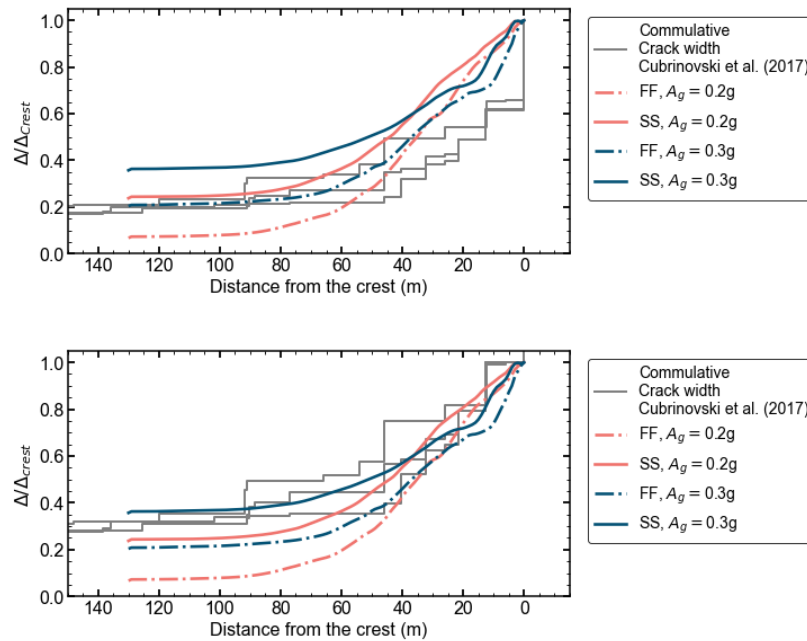 1.0
0.8
0.6
0.4
0.2
0.0
Δ/Δ_Crest
140 120 100 80 60 40 20 0
Distance from the crest (m)
Commulative
Crack width
Cubrinovski et al. (2017)
FF, A_g = 0.2g
SS, A_g = 0.2g
FF, A_g = 0.3g
SS, A_g = 0.3g
1.0
0.8
0.6
0.4
0.2
0.0
Δ/Δ_crest
140 120 100 80 60 40 20 0
Distance from the crest (m)
Commulative
Crack width
Cubrinovski et al. (2017)
FF, A_g = 0.2g
SS, A_g = 0.2g
FF, A_g = 0.3g
SS, A_g = 0.3g